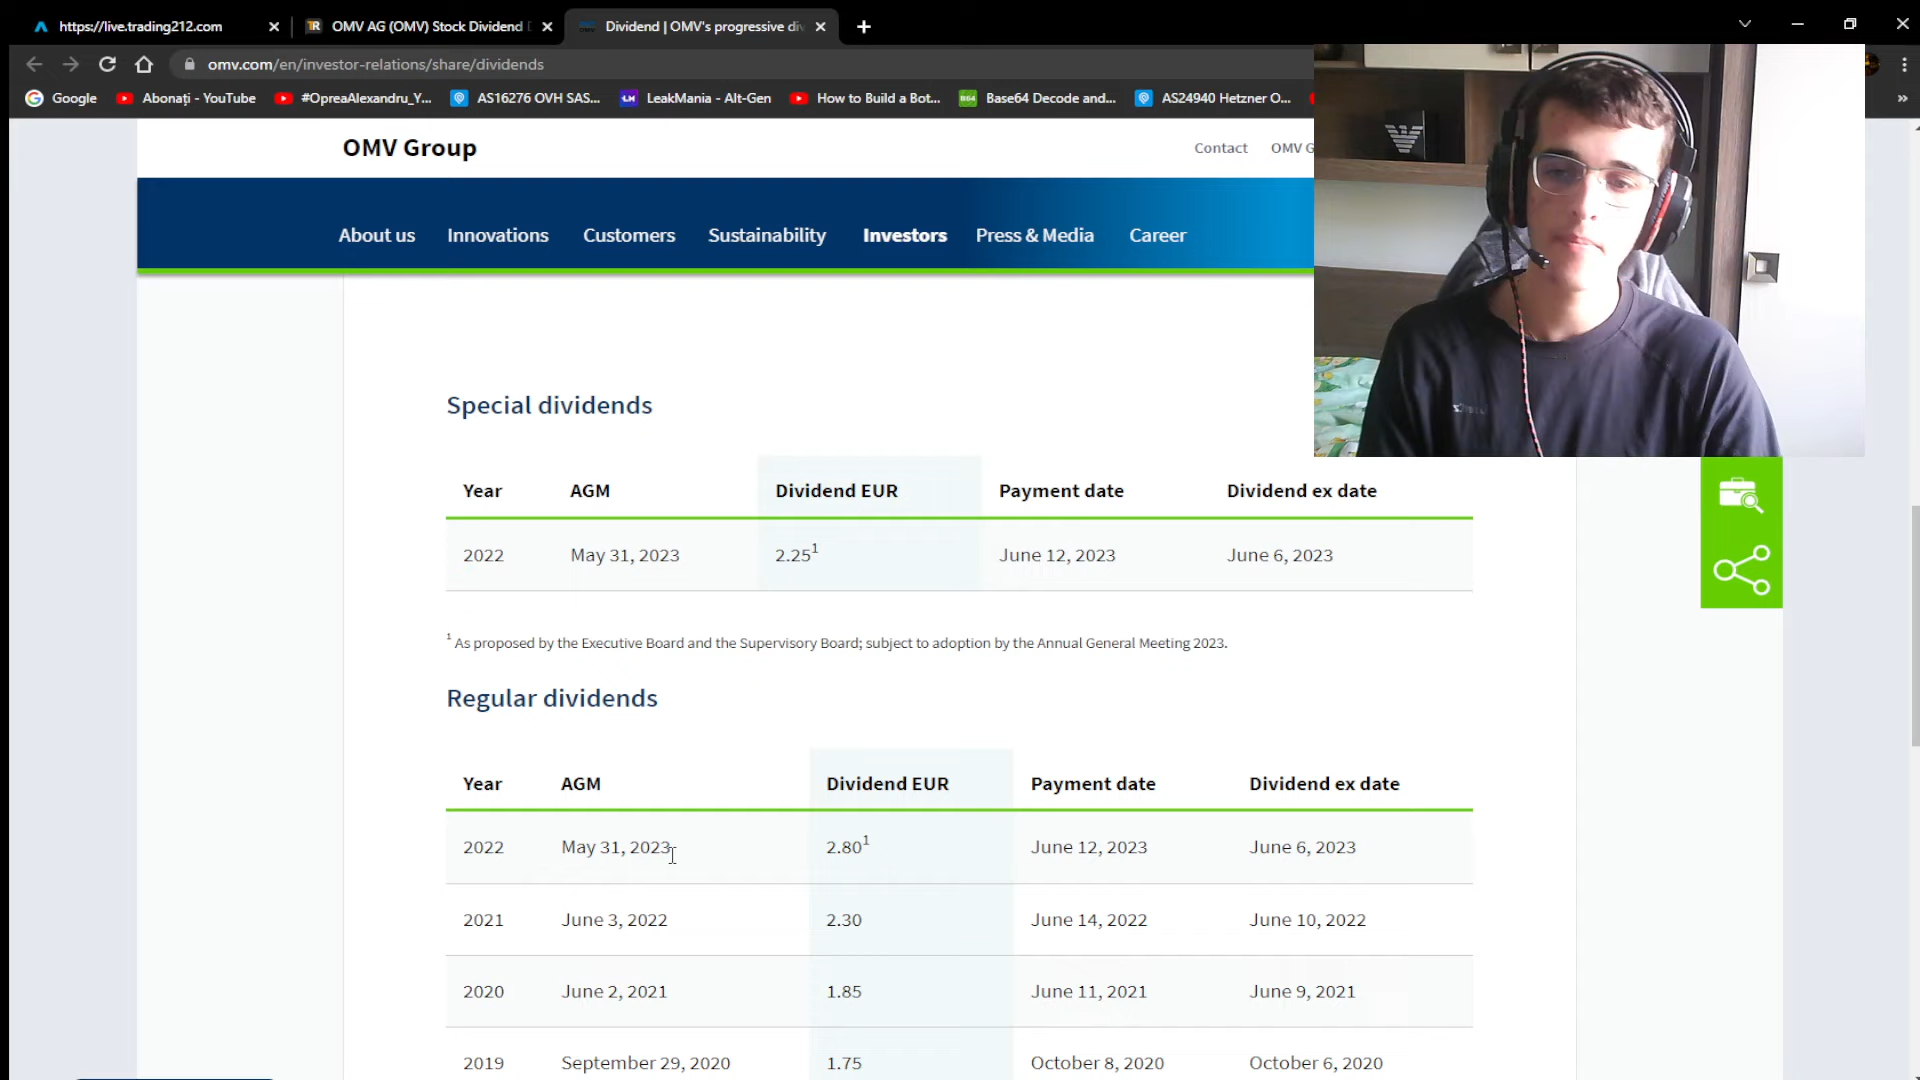 https://live.trading212.com
OMV AG (OMV) Stock Dividend
Dividend | OMV's progressive div
omv.com/en/investor-relations/share/dividends
Google
Abonați - YouTube
#OpreaAlexandru_Y...
AS16276 OVH SAS...
LeakMania - Alt-Gen
How to Build a Bot...
Base64 Decode and...
AS24940 Hetzner O...
OMV Group
Contact
OMV G
About us
Innovations
Customers
Sustainability
Investors
Press & Media
Career
Special dividends
Year AGM Dividend EUR Payment date Dividend ex date
2022 May 31, 2023 2.25¹ June 12, 2023 June 6, 2023
¹ As proposed by the Executive Board and the Supervisory Board; subject to adoption by the Annual General Meeting 2023.
Regular dividends
Year AGM Dividend EUR Payment date Dividend ex date
2022 May 31, 2023 2.80¹ June 12, 2023 June 6, 2023
2021 June 3, 2022 2.30 June 14, 2022 June 10, 2022
2020 June 2, 2021 1.85 June 11, 2021 June 9, 2021
2019 September 29, 2020 1.75 October 8, 2020 October 6, 2020